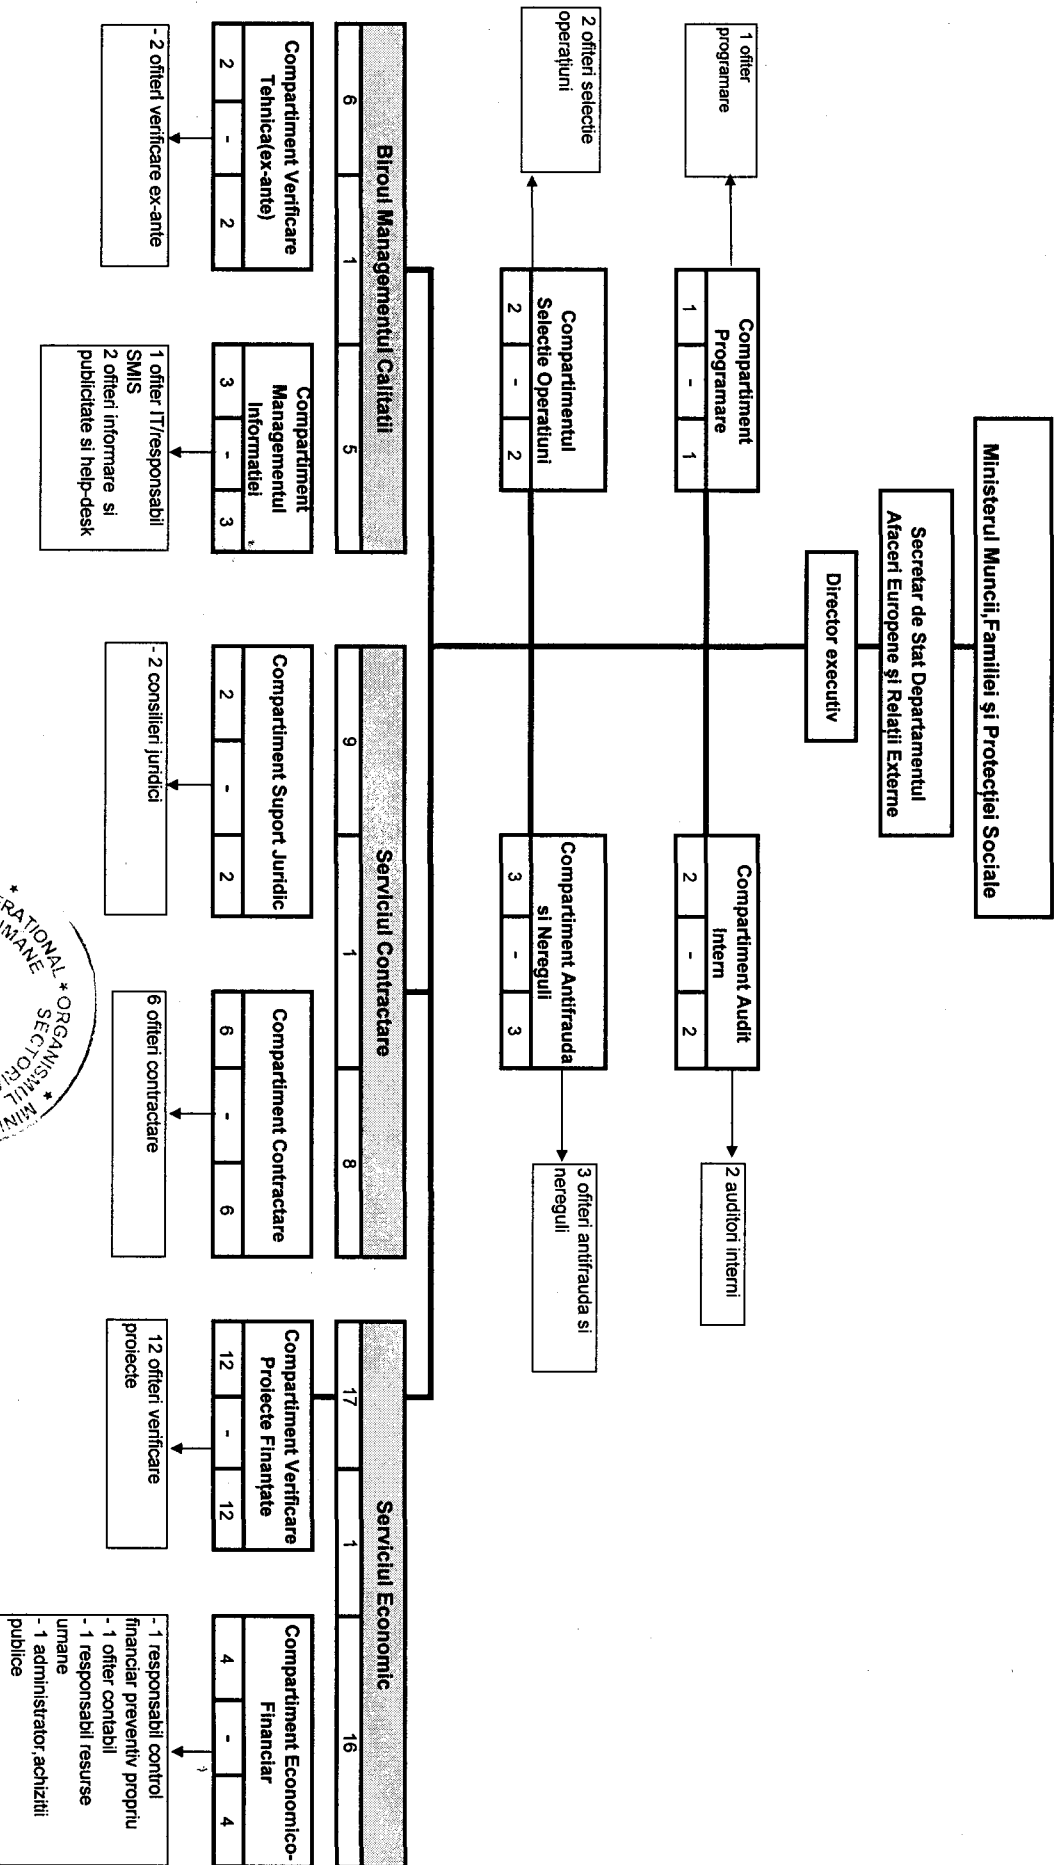 Ministerul Muncii,Familiei şi Protecţiei Sociale
Secretar de Stat Departamentul
Afaceri Europene şi Relaţii Externe
Director executiv
1 ofiter
programare
Compartiment
Programare
1 - 1
Compartiment Audit
Intern
2 - 2
2 auditori interni
2 ofiteri selectie
operaţiuni
Compartimentul
Selectie Operatiuni
2 - 2
Compartiment Antifrauda
si Nereguli
3 - 3
3 ofiteri antifrauda si
nereguli
Biroul Managementul Calitatii
6 1 5
Serviciul Contractare
9 1 8
Serviciul Economic
17 1 16
Compartiment Verificare
Tehnica(ex-ante)
2 - 2
- 2 ofiteri verificare ex-ante
Compartiment
Managementul
Informatiei
3 - 3
1 ofiter IT/responsabil
SMIS
2 ofiteri informare si
publicitate si help-desk
Compartiment Suport Juridic
2 - 2
- 2 consilieri juridici
Compartiment Contractare
6 - 6
6 ofiteri contractare
Compartiment Verificare
Proiecte Finanţate
12 - 12
12 ofiteri verificare
proiecte
Compartiment Economico-
Financiar
4 - 4
- 1 responsabil control
financiar preventiv propriu
- 1 ofiter contabil
- 1 responsabil resurse
umane
- 1 administrator,achizitii
publice
* ORGANISMUL